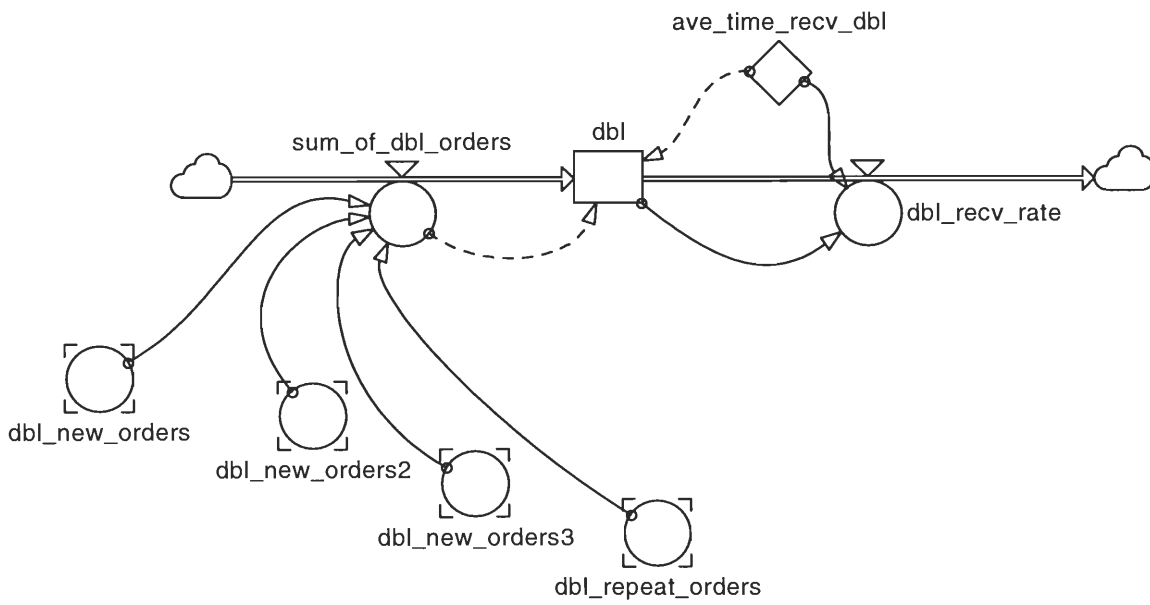 ave_time_recv_dbl
dbl
sum_of_dbl_orders
dbl_recv_rate
dbl_new_orders
dbl_new_orders2
dbl_new_orders3
dbl_repeat_orders